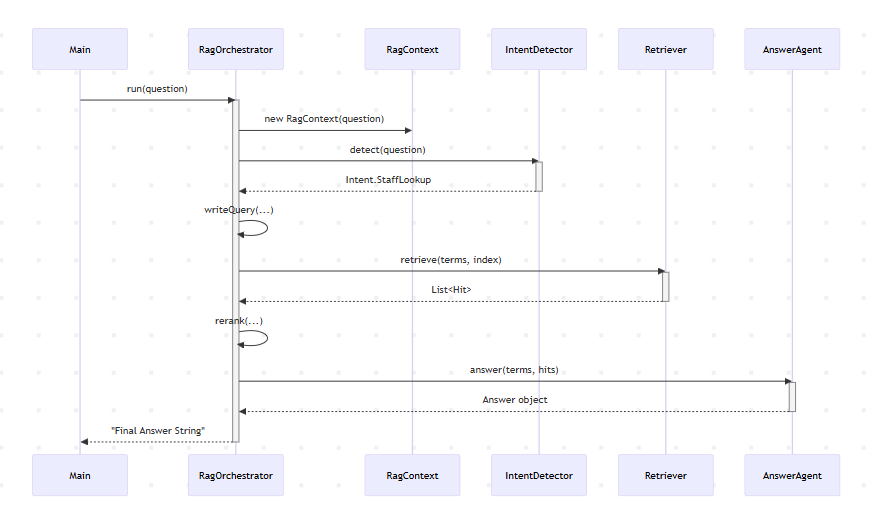 Main
RagOrchestrator
RagContext
IntentDetector
Retriever
AnswerAgent
run(question)
new RagContext(question)
detect(question)
Intent.StaffLookup
writeQuery(...)
retrieve(terms, index)
List<Hit>
rerank(...)
answer(terms, hits)
Answer object
"Final Answer String"
Main
RagOrchestrator
RagContext
IntentDetector
Retriever
AnswerAgent